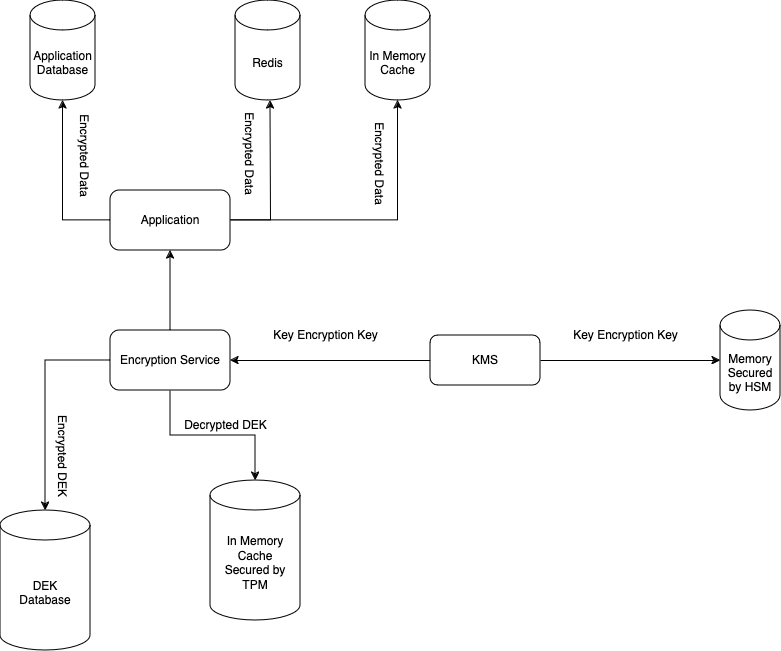 Application
Database
Redis
In Memory
Cache
Encrypted Data
Encrypted Data
Encrypted Data
Application
Key Encryption Key
Key Encryption Key
Encryption Service
KMS
Memory
Secured
by HSM
Decrypted DEK
Encrypted DEK
In Memory
Cache
Secured by
TPM
DEK
Database